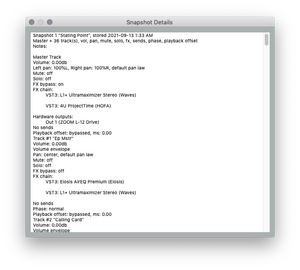 Snapshot Details
Snapshot 1 "Stating Point", stored 2021-09-13 1:33 AM
Master + 36 track(s), vol, pan, mute, solo, fx, sends, phase, playback offset
Notes:
Master Track
Volume: 0.00db
Left pan: 100%L, Right pan: 100%R, default pan law
Mute: off
Solo: off
FX bypass: on
FX chain:
VST3: L1+ Ultramaximizer Stereo (Waves)
VST3: 4U ProjectTime (HOFA)
Hardware outputs:
Out 1 (ZOOM L-12 Drive)
No sends
Playback offset: bypassed, ms: 0.00
Track #1 "Ep Mstr"
Volume: 0.00db
Volume envelope
Pan: center, default pan law
Mute: off
Solo: off
FX bypass: off
FX chain:
VST3: Eiosis AirEQ Premium (Eiosis)
VST3: L1+ Ultramaximizer Stereo (Waves)
No sends
Phase: normal
Playback offset: bypassed, ms: 0.00
Track #2 "Calling Card"
Volume: 0.00db
Volume envelope